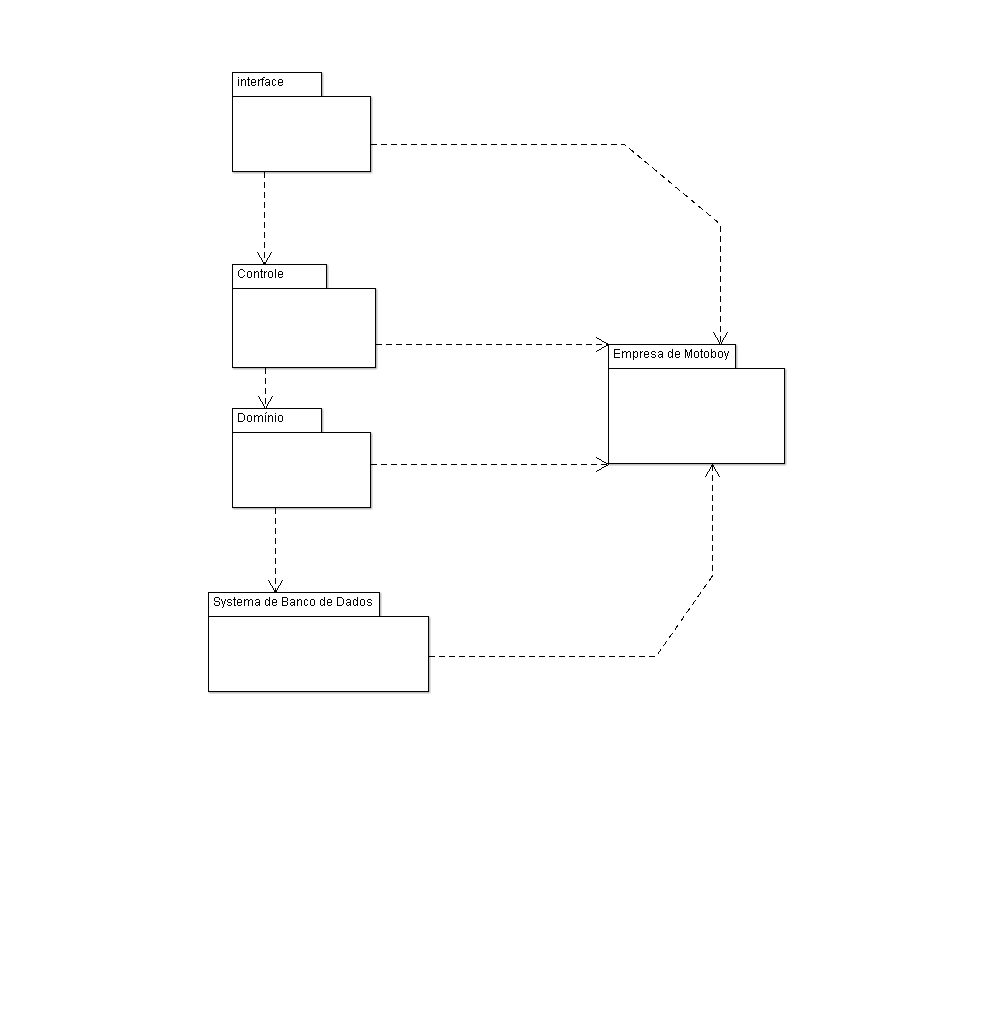 interface
Controle
Empresa de Motoboy
Domínio
Systema de Banco de Dados